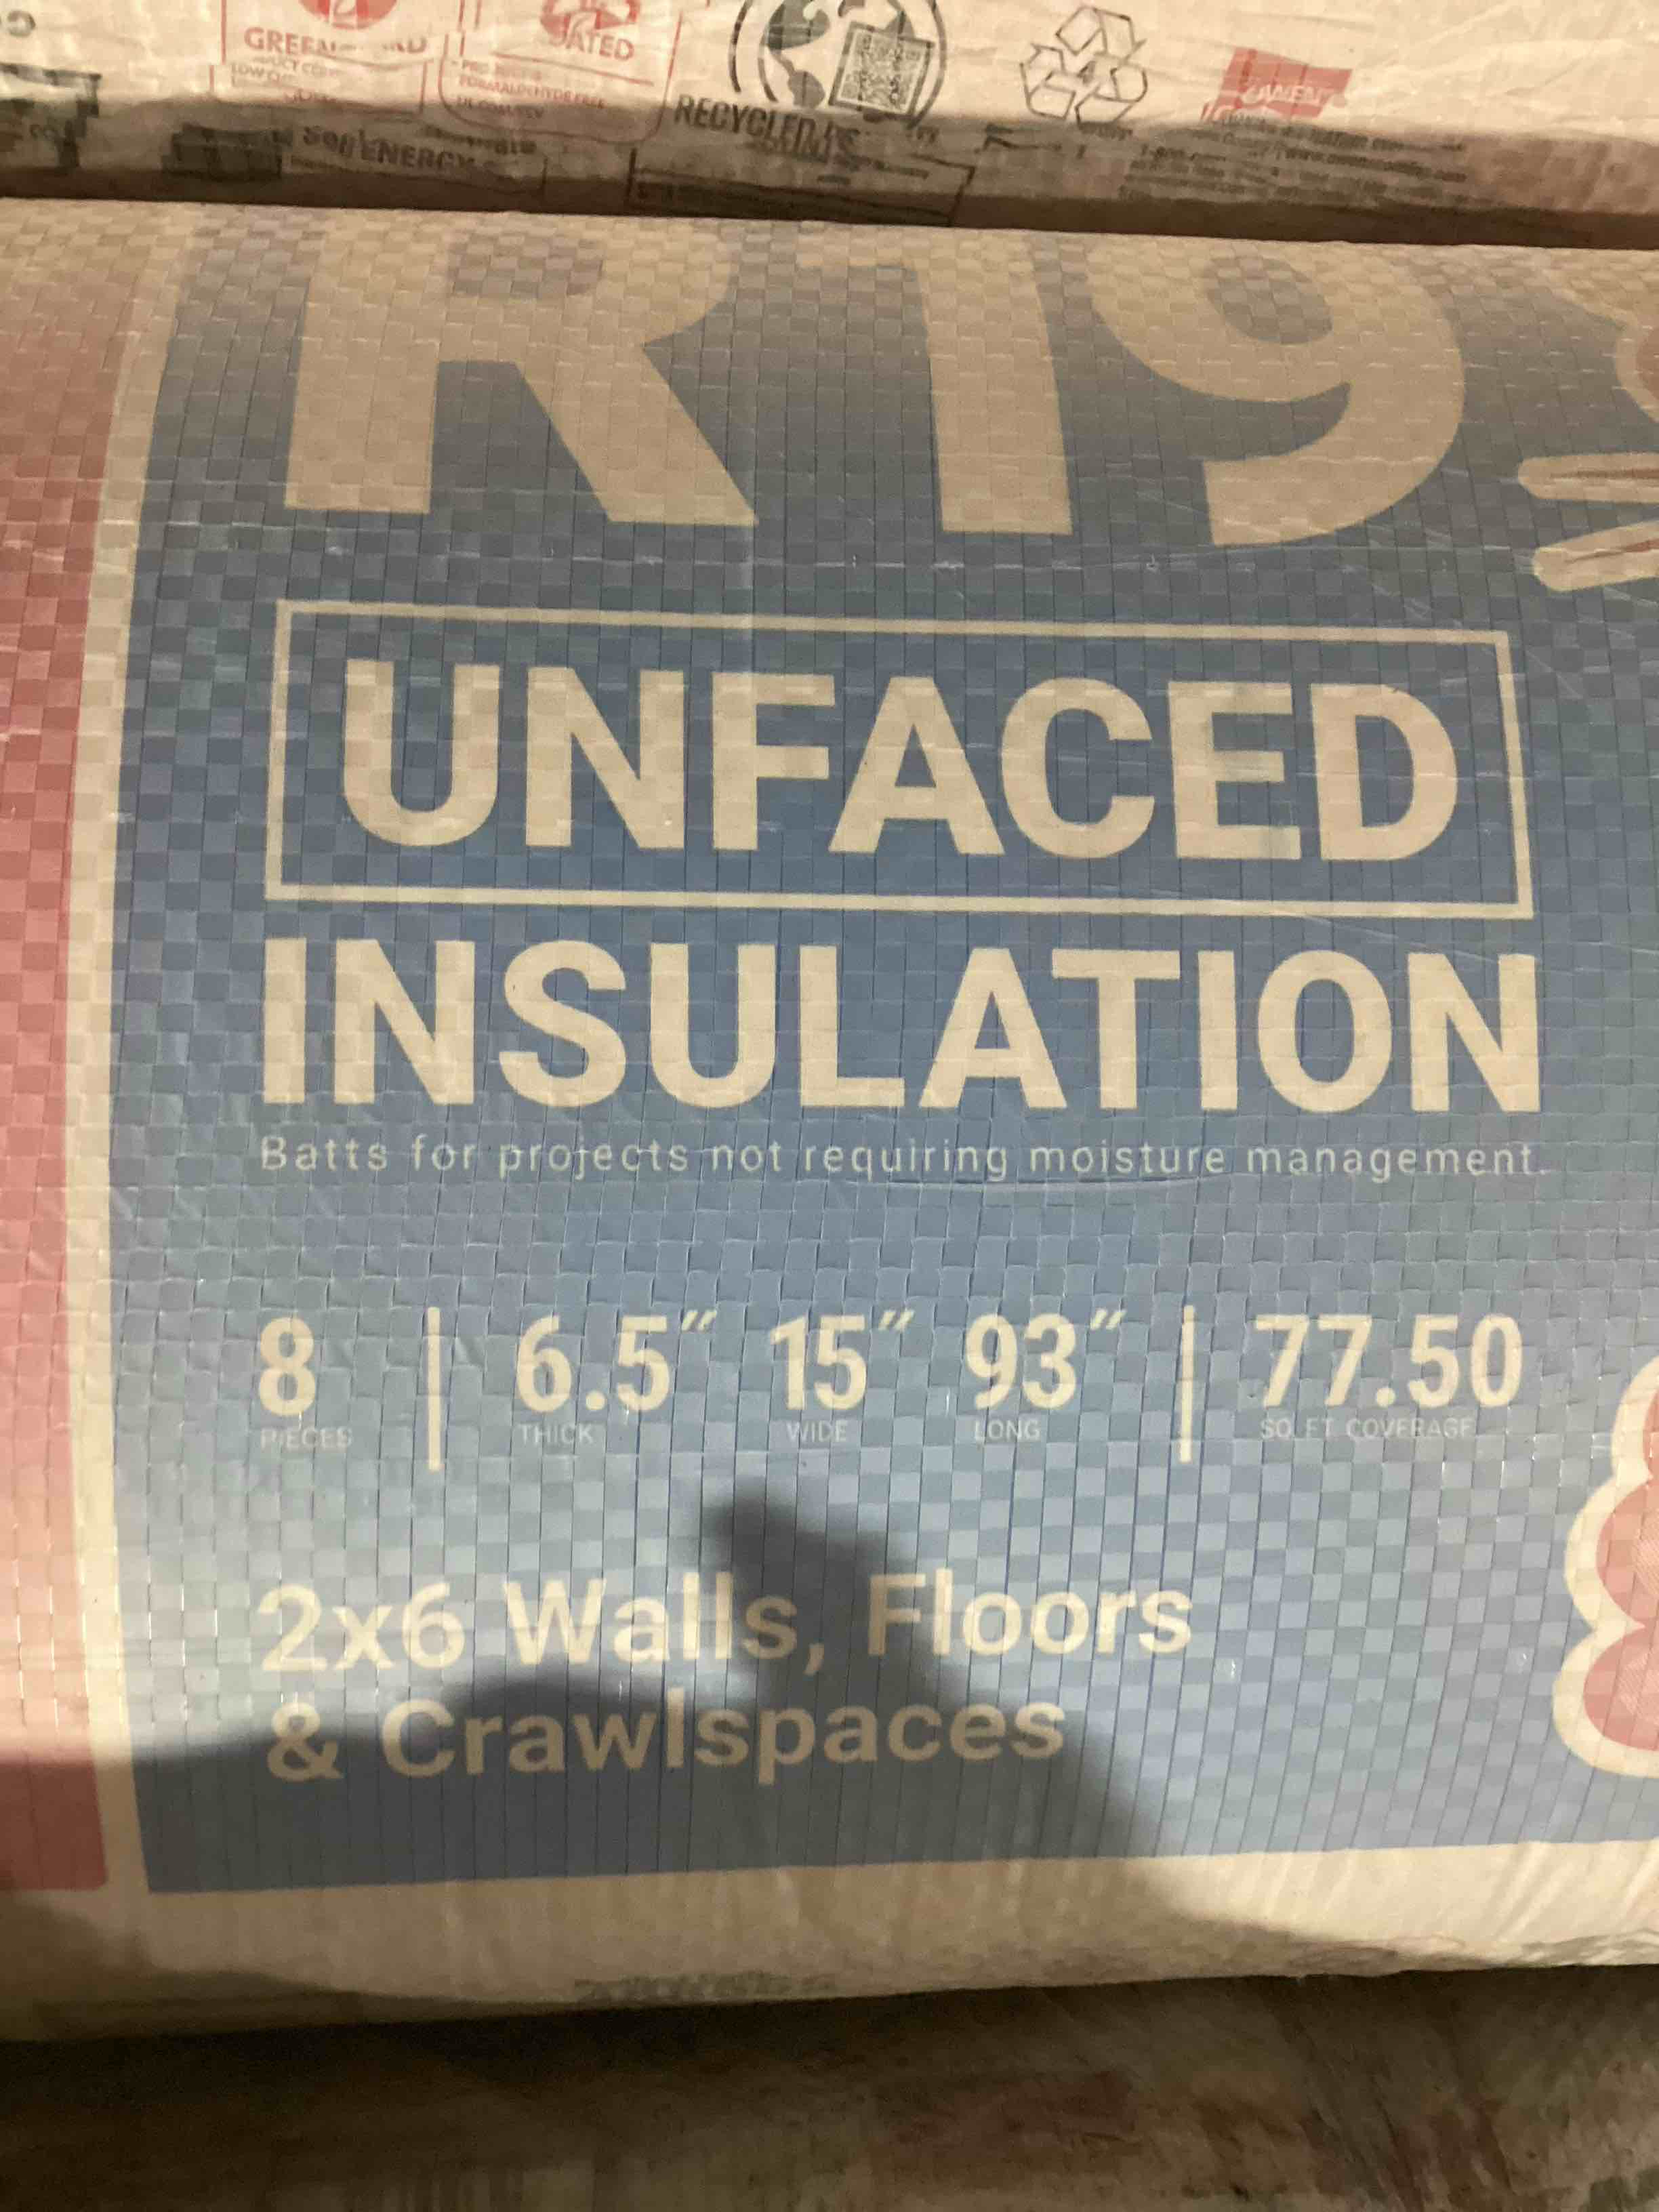 RECYCLED
ENERGY
R19
UNFACED
INSULATION
Batts for projects not requiring moisture management.
8 6.5" 15" 93" 77.50
PIECES THICK WIDE LONG SQ FT COVERAGE
2x6 Walls, Floors
& Crawlspaces